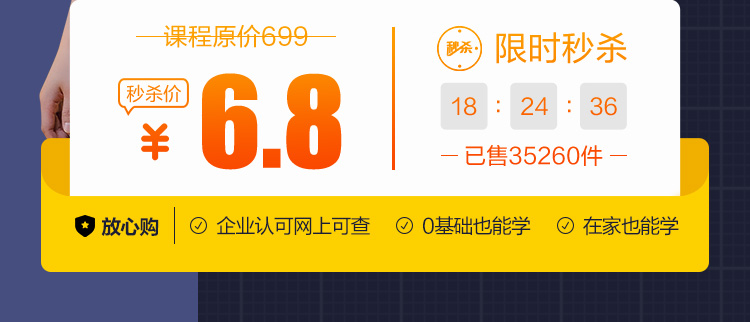 课程原价699
秒杀价
¥6.8
秒杀 限时秒杀
18 : 24 : 36
已售35260件
放心购 企业认可网上可查 0基础也能学 在家也能学